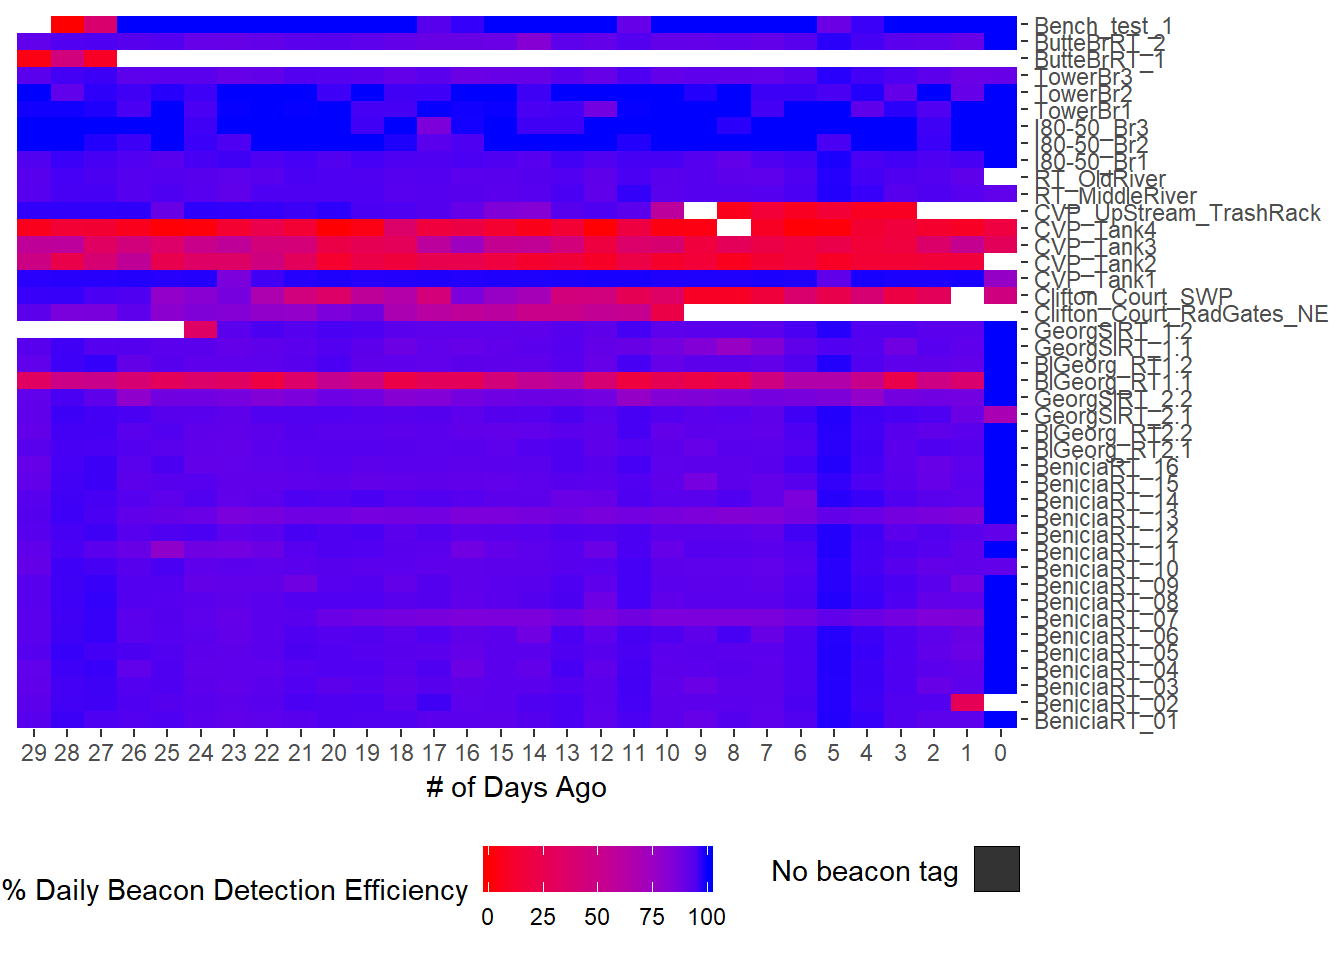 Bench_test_1
ButteBrRT_2
ButteBrRT_1
TowerBr3
TowerBr2
TowerBr1
I80-50_Br3
I80-50_Br2
I80-50_Br1
RT_OldRiver
RT_MiddleRiver
CVP_UpStream_TrashRack
CVP_Tank4
CVP_Tank3
CVP_Tank2
CVP_Tank1
Clifton_Court_SWP
Clifton_Court_RadGates_NE
GeorgSlRT_1.2
GeorgSlRT_1.1
BlGeorg_RT1.2
BlGeorg_RT1.1
GeorgSlRT_2.2
GeorgSlRT_2.1
BlGeorg_RT2.2
BlGeorg_RT2.1
BeniciaRT_16
BeniciaRT_15
BeniciaRT_14
BeniciaRT_13
BeniciaRT_12
BeniciaRT_11
BeniciaRT_10
BeniciaRT_09
BeniciaRT_08
BeniciaRT_07
BeniciaRT_06
BeniciaRT_05
BeniciaRT_04
BeniciaRT_03
BeniciaRT_02
BeniciaRT_01
29 28 27 26 25 24 23 22 21 20 19 18 17 16 15 14 13 12 11 10 9 8 7 6 5 4 3 2 1 0
# of Days Ago
% Daily Beacon Detection Efficiency
0 25 50 75 100
No beacon tag